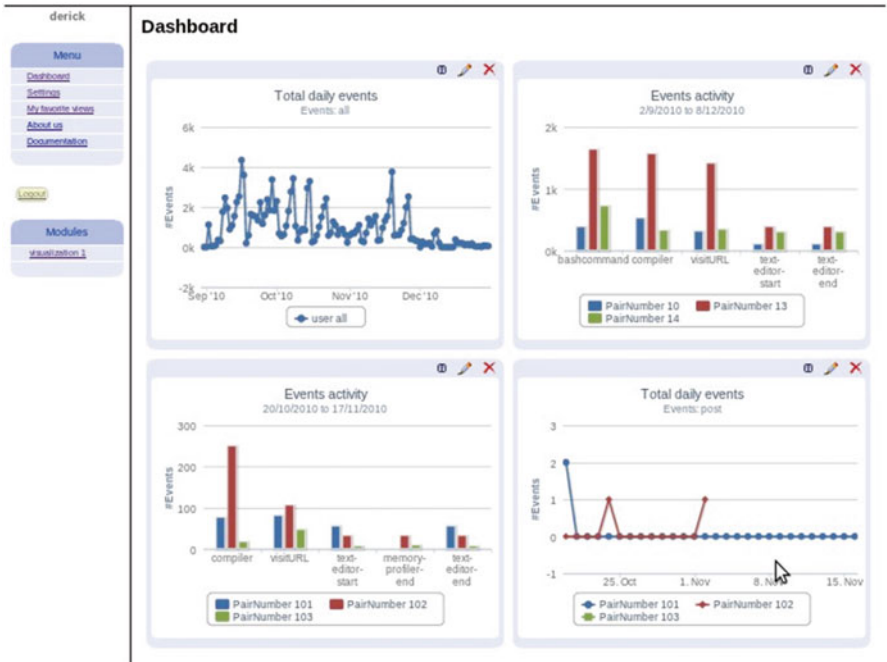 derick
Menu
Dashboard
Settings
My favorite views
About us
Documentation
Logout
Modules
visualization 1
Dashboard
Total daily events
Events: all
6k
4k
2k
0k
-2k
#Events
Sep '10
Oct '10
Nov '10
Dec '10
user all
Events activity
2/9/2010 to 8/12/2010
2k
1k
0k
#Events
bashcommand
compiler
visitURL
text-
editor-
start
text-
editor-
end
PairNumber 10
PairNumber 13
PairNumber 14
Events activity
20/10/2010 to 17/11/2010
300
200
100
0
#Events
compiler
visitURL
text-
editor-
start
memory-
profiler-
end
text-
editor-
end
PairNumber 101
PairNumber 102
PairNumber 103
Total daily events
Events: post
3
2
1
0
-1
#Events
25. Oct
1. Nov
8. Nov
15. Nov
PairNumber 101
PairNumber 102
PairNumber 103